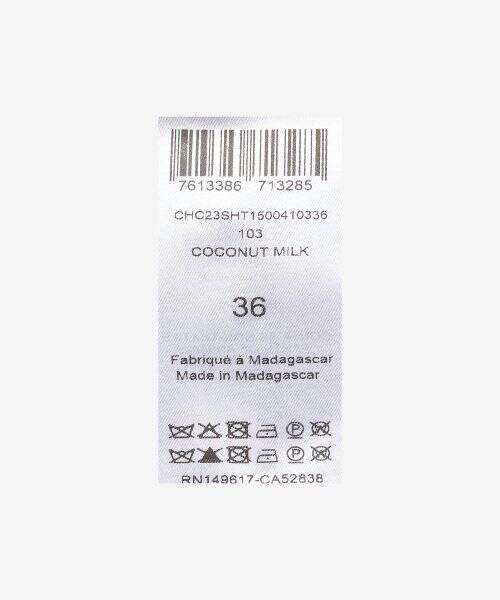 7613386 713285
CHC23SHT1500410336
103
COCONUT MILK
36
Fabriqué à Madagascar
Made in Madagascar
RN149617-CA52838